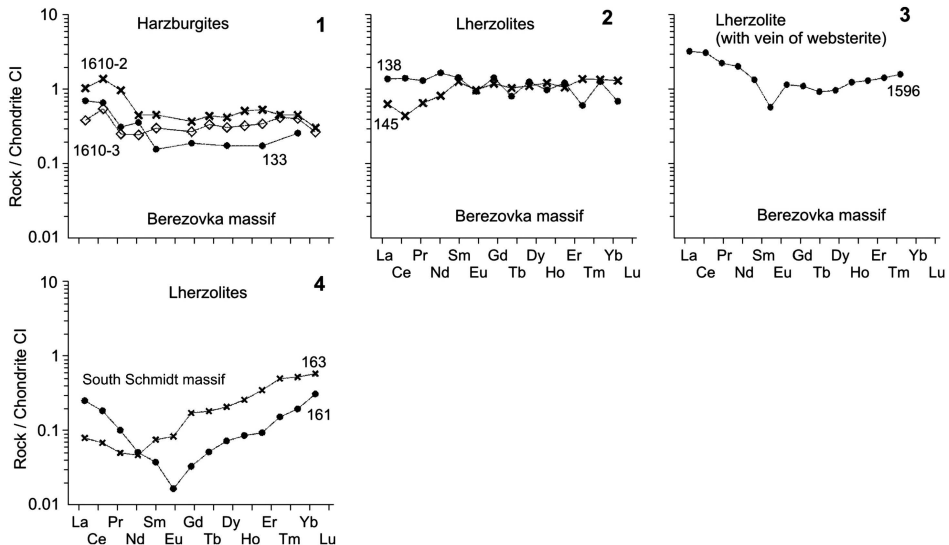 10
1
0.1
0.01
Rock / Chondrite CI
Harzburgites
1
1610-2
1610-3
133
Berezovka massif
Lherzolites
2
138
145
Berezovka massif
La Pr Sm Gd Dy Er Yb
Ce Nd Eu Tb Ho Tm Lu
Lherzolite
(with vein of websterite)
3
1596
Berezovka massif
La Pr Sm Tb Dy Er Yb
Ce Nd Eu Gd Ho Tm Lu
10
1
0.1
0.01
Rock / Chondrite CI
Lherzolites
4
South Schmidt massif
163
161
La Pr Sm Gd Dy Er Yb
Ce Nd Eu Tb Ho Tm Lu